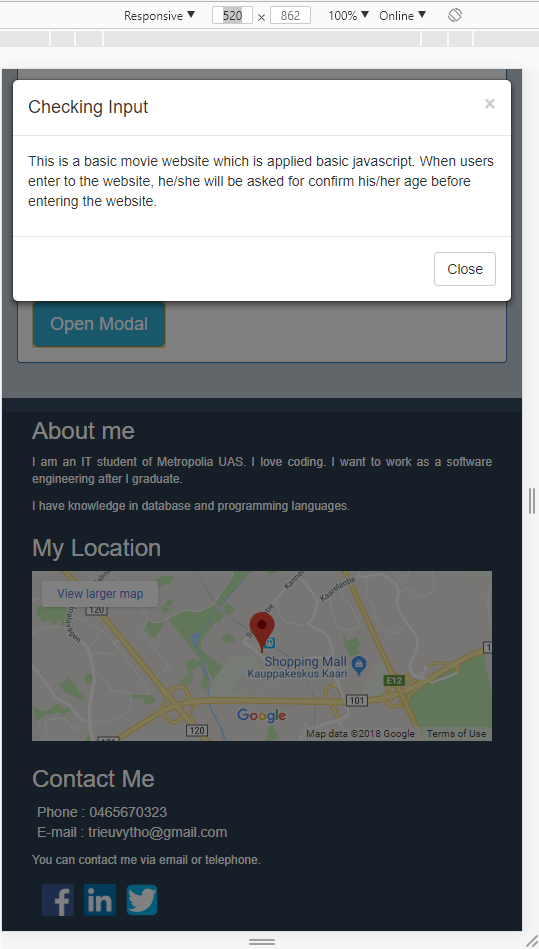 Responsive ▼ 520 × 862 100% ▼ Online ▼
Checking Input ×
This is a basic movie website which is applied basic javascript. When users
enter to the website, he/she will be asked for confirm his/her age before
entering the website.
Close
Open Modal
About me
I am an IT student of Metropolia UAS. I love coding. I want to work as a software
engineering after I graduate.
I have knowledge in database and programming languages.
My Location
View larger map
120
Kaarelantie
Shopping Mall
Kauppakeskus Kaari
E12
101
1
Google
120
101
Map data ©2018 Google Terms of Use
Contact Me
Phone : 0465670323
E-mail : trieuvytho@gmail.com
You can contact me via email or telephone.
f in